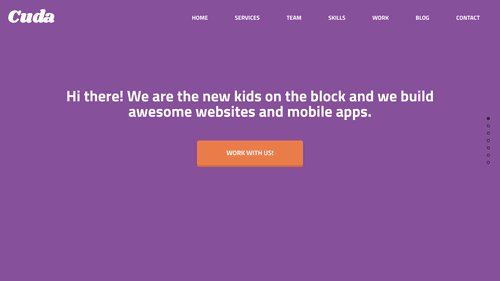 Cuda
HOME SERVICES TEAM SKILLS WORK BLOG CONTACT
Hi there! We are the new kids on the block and we build
awesome websites and mobile apps.
WORK WITH US!